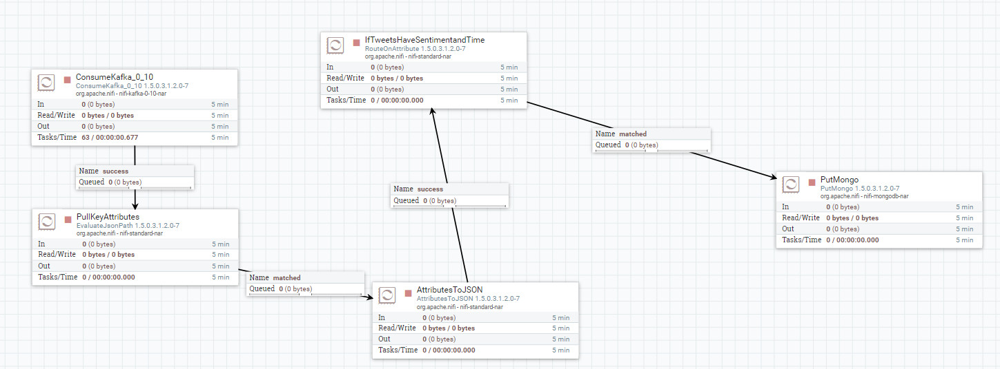 ConsumeKafka_0_10
ConsumeKafka_0_10 1.5.0.3.1.2.0-7
org.apache.nifi - nifi-kafka-0-10-nar
In 0 (0 bytes) 5 min
Read/Write 0 bytes / 0 bytes 5 min
Out 0 (0 bytes) 5 min
Tasks/Time 63 / 00:00:00.677 5 min
Name success
Queued 0 (0 bytes)
PullKeyAttributes
EvaluateJsonPath 1.5.0.3.1.2.0-7
org.apache.nifi - nifi-standard-nar
In 0 (0 bytes) 5 min
Read/Write 0 bytes / 0 bytes 5 min
Out 0 (0 bytes) 5 min
Tasks/Time 0 / 00:00:00.000 5 min
Name matched
Queued 0 (0 bytes)
AttributesToJSON
AttributesToJSON 1.5.0.3.1.2.0-7
org.apache.nifi - nifi-standard-nar
In 0 (0 bytes) 5 min
Read/Write 0 bytes / 0 bytes 5 min
Out 0 (0 bytes) 5 min
Tasks/Time 0 / 00:00:00.000 5 min
Name success
Queued 0 (0 bytes)
IfTweetsHaveSentimentandTime
RouteOnAttribute 1.5.0.3.1.2.0-7
org.apache.nifi - nifi-standard-nar
In 0 (0 bytes) 5 min
Read/Write 0 bytes / 0 bytes 5 min
Out 0 (0 bytes) 5 min
Tasks/Time 0 / 00:00:00.000 5 min
Name matched
Queued 0 (0 bytes)
PutMongo
PutMongo 1.5.0.3.1.2.0-7
org.apache.nifi - nifi-mongodb-nar
In 0 (0 bytes) 5 min
Read/Write 0 bytes / 0 bytes 5 min
Out 0 (0 bytes) 5 min
Tasks/Time 0 / 00:00:00.000 5 min